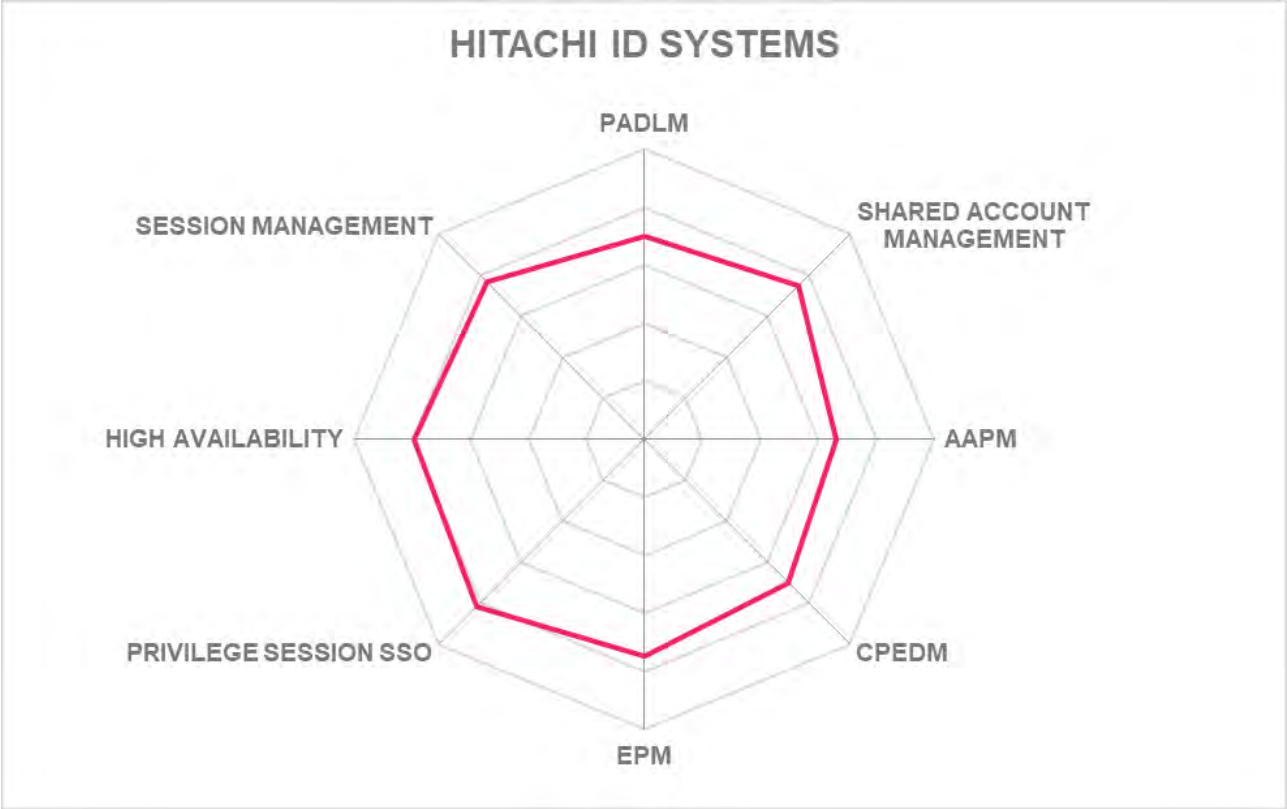 HITACHI ID SYSTEMS
PADLM
SHARED ACCOUNT
MANAGEMENT
SESSION MANAGEMENT
HIGH AVAILABILITY
AAPM
PRIVILEGE SESSION SSO
CPEDM
EPM